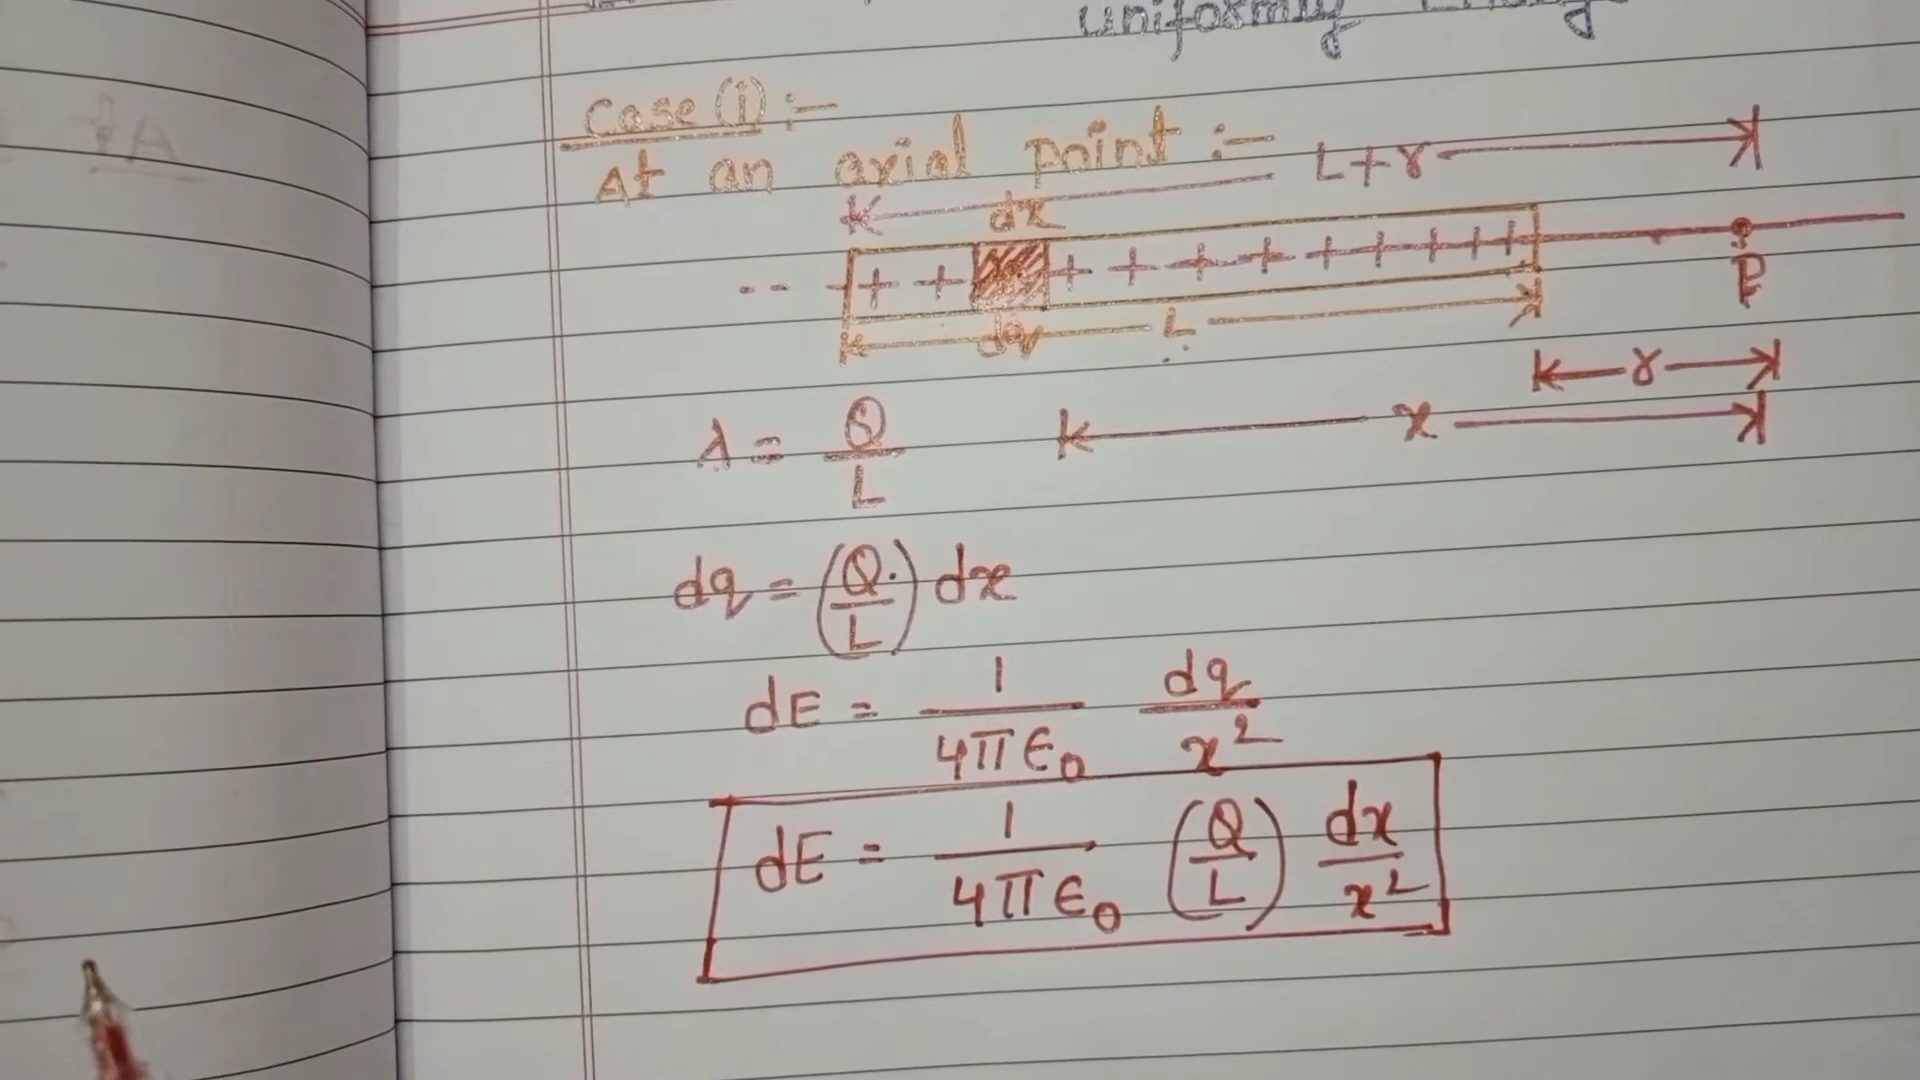 uniformly
Case (i) :-
At an axial point :-
L+r
dx
-- + + + + + + + + + + +
P
dq L
r
x
λ = Q/L
dq = (Q/L) dx
dE = 1/4πϵ0 dq/x²
dE = 1/4πϵ0 (Q/L) dx/x²